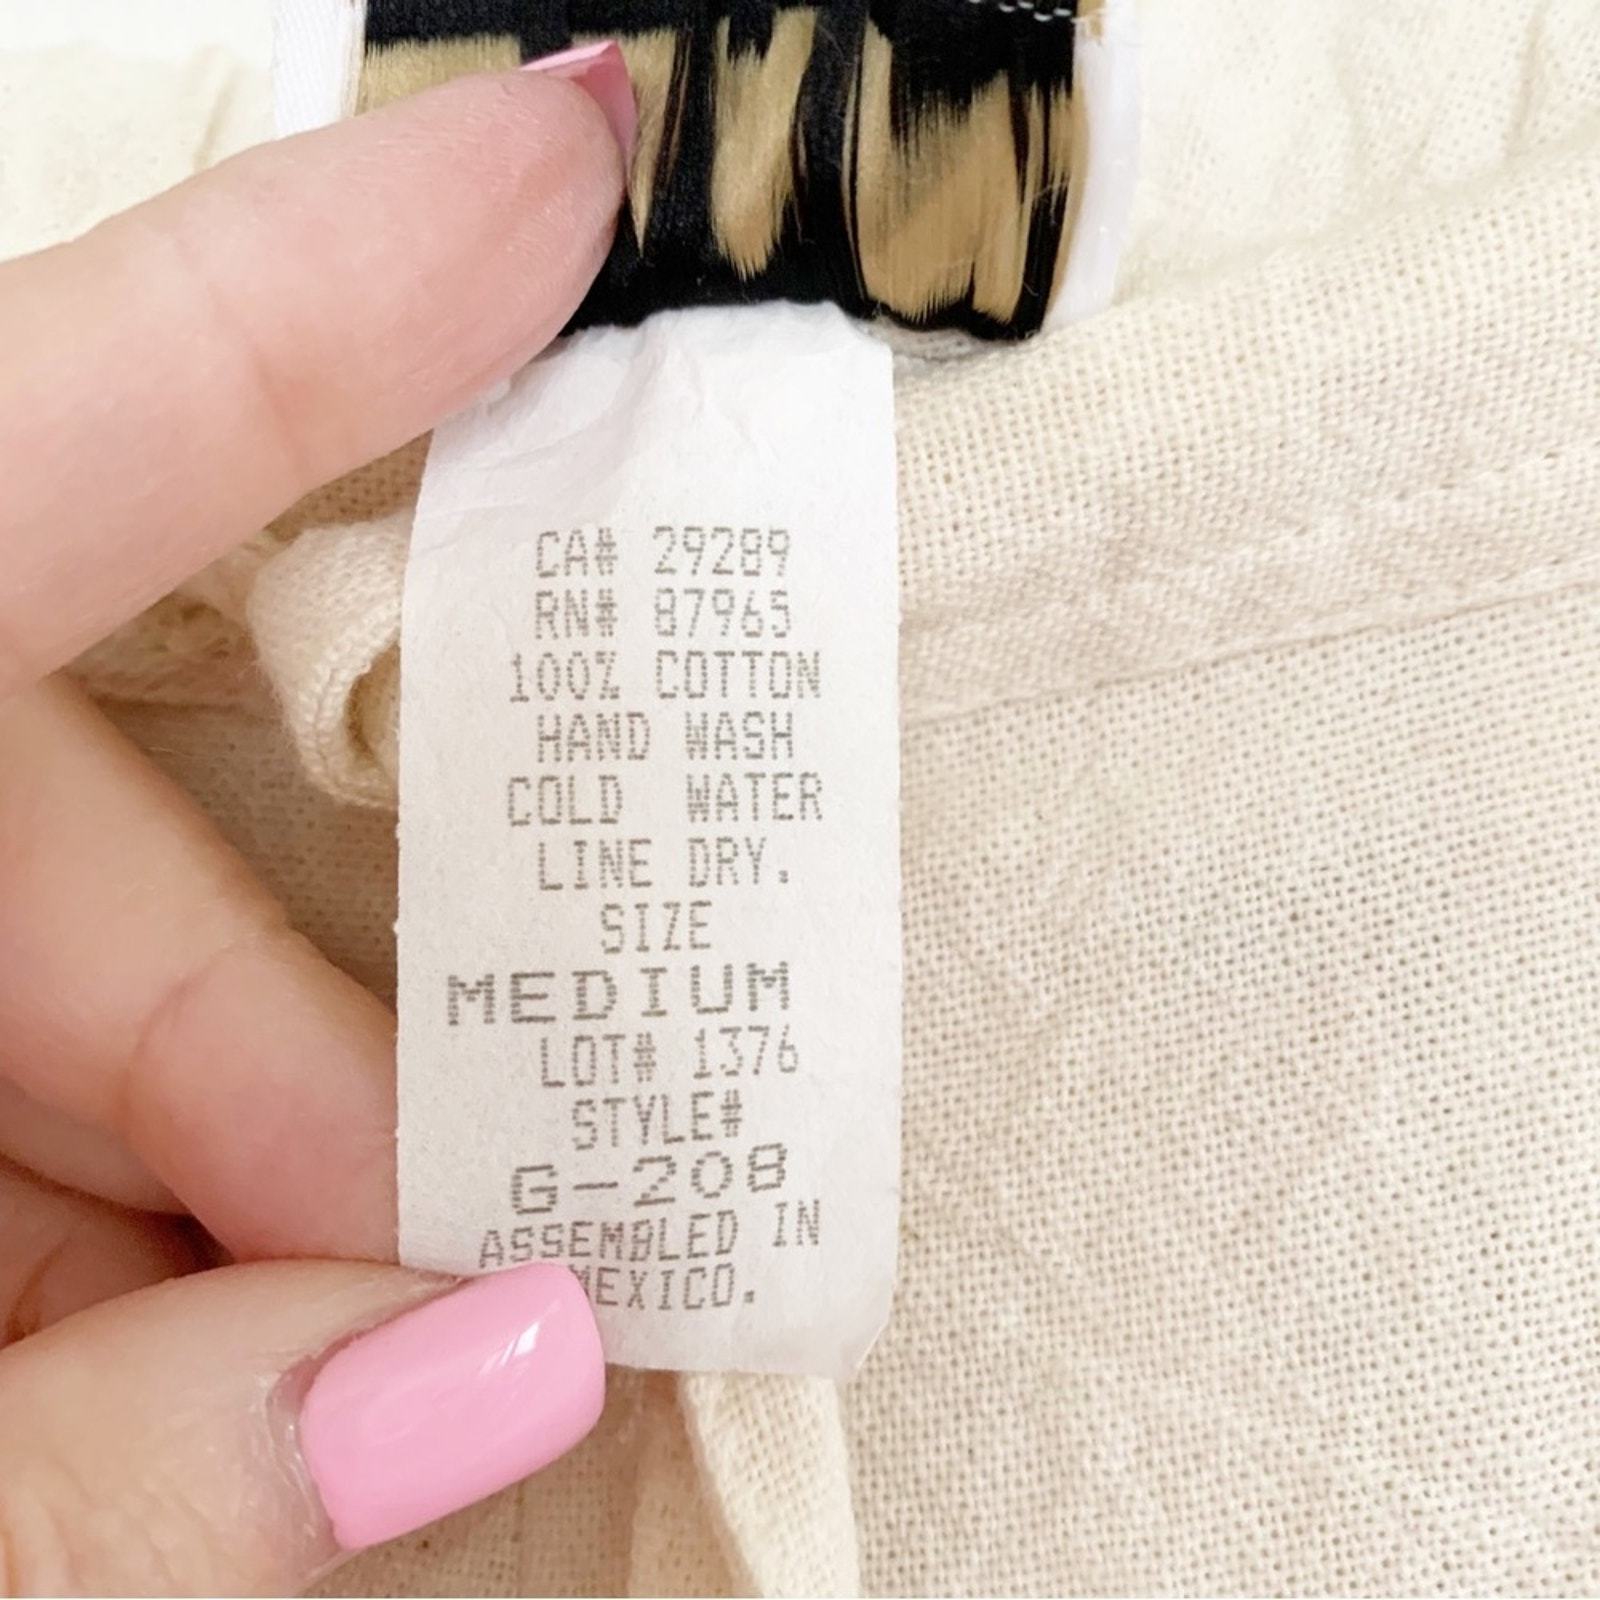 CA# 29289
RN# 87965
100% COTTON
HAND WASH
COLD WATER
LINE DRY.
SIZE
MEDIUM
LOT# 1376
STYLE#
G-208
ASSEMBLED IN
MEXICO.